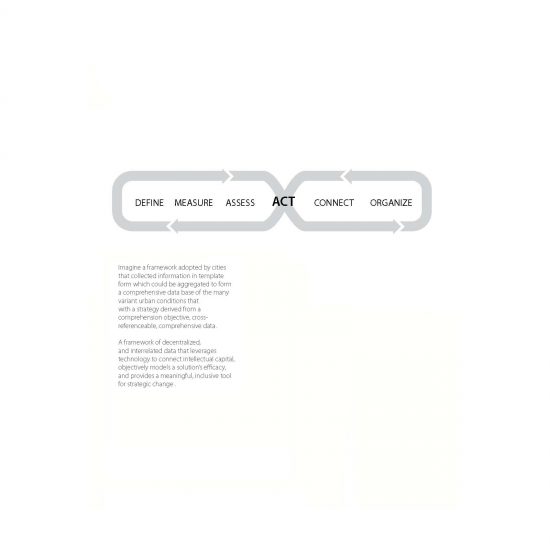 DEFINE MEASURE ASSESS ACT CONNECT ORGANIZE
Imagine a framework adopted by cities
that collected information in template
form which could be aggregated to form
a comprehensive data base of the many
variant urban conditions that
with a strategy derived from a
comprehension objective, cross-
referenceable, comprehensive data.
A framework of decentralized,
and interrelated data that leverages
technology to connect intellectual capital,
objectively models a solution's efficacy,
and provides a meaningful, inclusive tool
for strategic change .